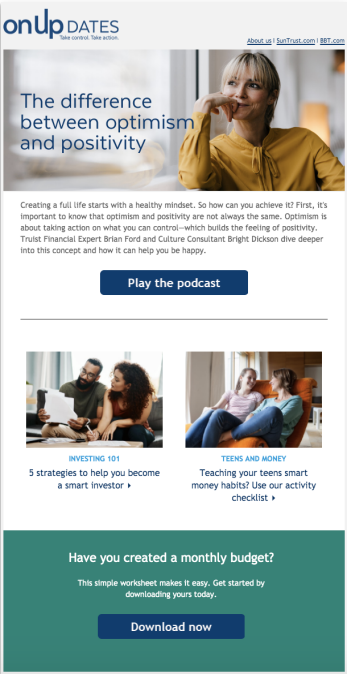 onUp DATES
Take control. Take action.
About us | SunTrust.com | BBT.com
The difference
between optimism
and positivity
Creating a full life starts with a healthy mindset. So how can you achieve it? First, it's
important to know that optimism and positivity are not always the same. Optimism is
about taking action on what you can control—which builds the feeling of positivity.
Truist Financial Expert Brian Ford and Culture Consultant Bright Dickson dive deeper
into this concept and how it can help you be happy.
Play the podcast
INVESTING 101
5 strategies to help you become
a smart investor
TEENS AND MONEY
Teaching your teens smart
money habits? Use our activity
checklist
Have you created a monthly budget?
This simple worksheet makes it easy. Get started by
downloading yours today.
Download now